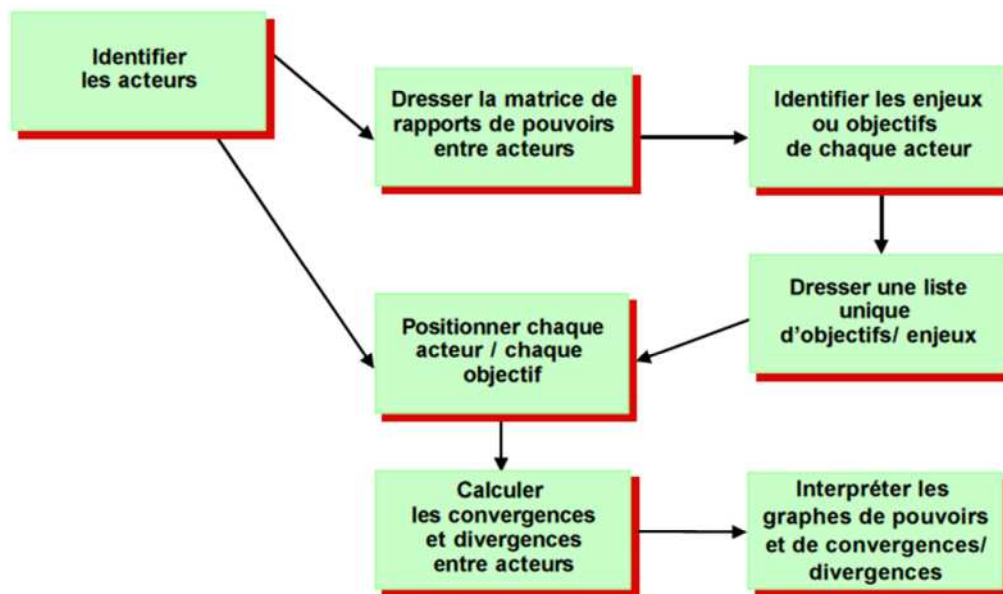 Identifier
les acteurs
Dresser la matrice de
rapports de pouvoirs
entre acteurs
Identifier les enjeux
ou objectifs
de chaque acteur
Dresser une liste
unique
d'objectifs/ enjeux
Positionner chaque
acteur / chaque
objectif
Calculer
les convergences
et divergences
entre acteurs
Interpréter les
graphes de pouvoirs
et de convergences/
divergences